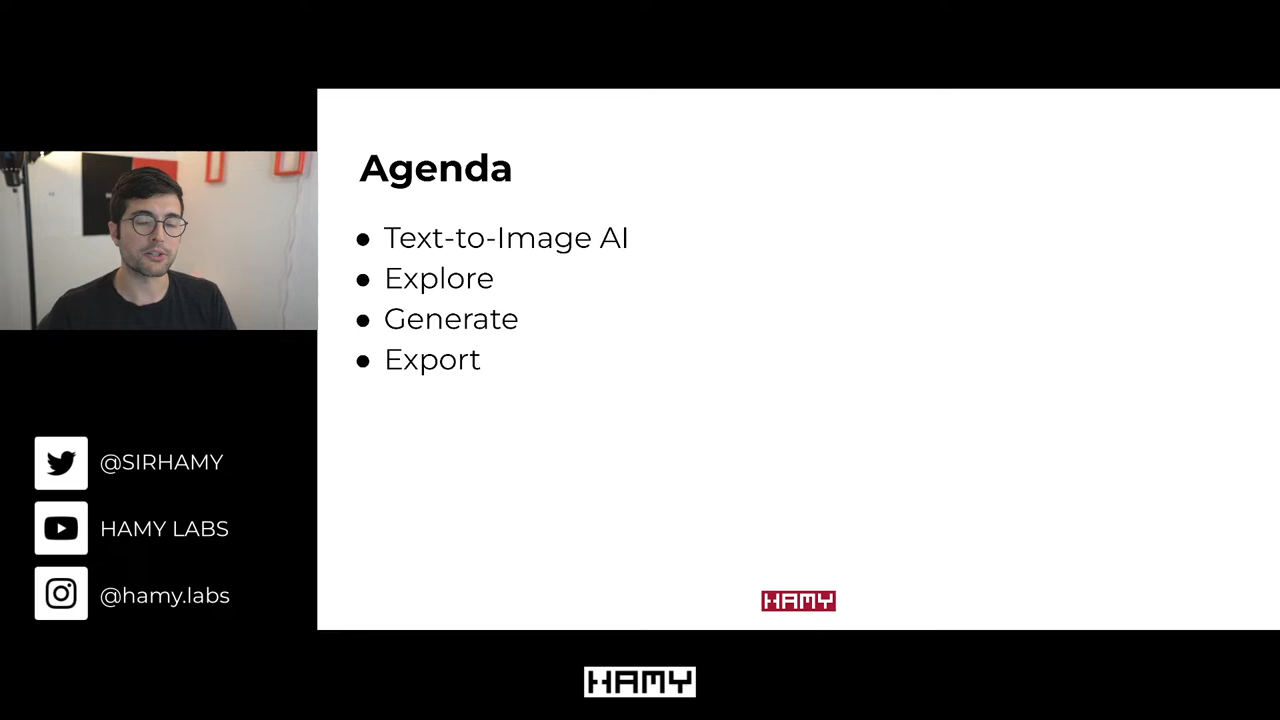 Agenda
● Text-to-Image AI
● Explore
● Generate
● Export
@SIRHAMY
HAMY LABS
@hamy.labs
HAMY
HAMY